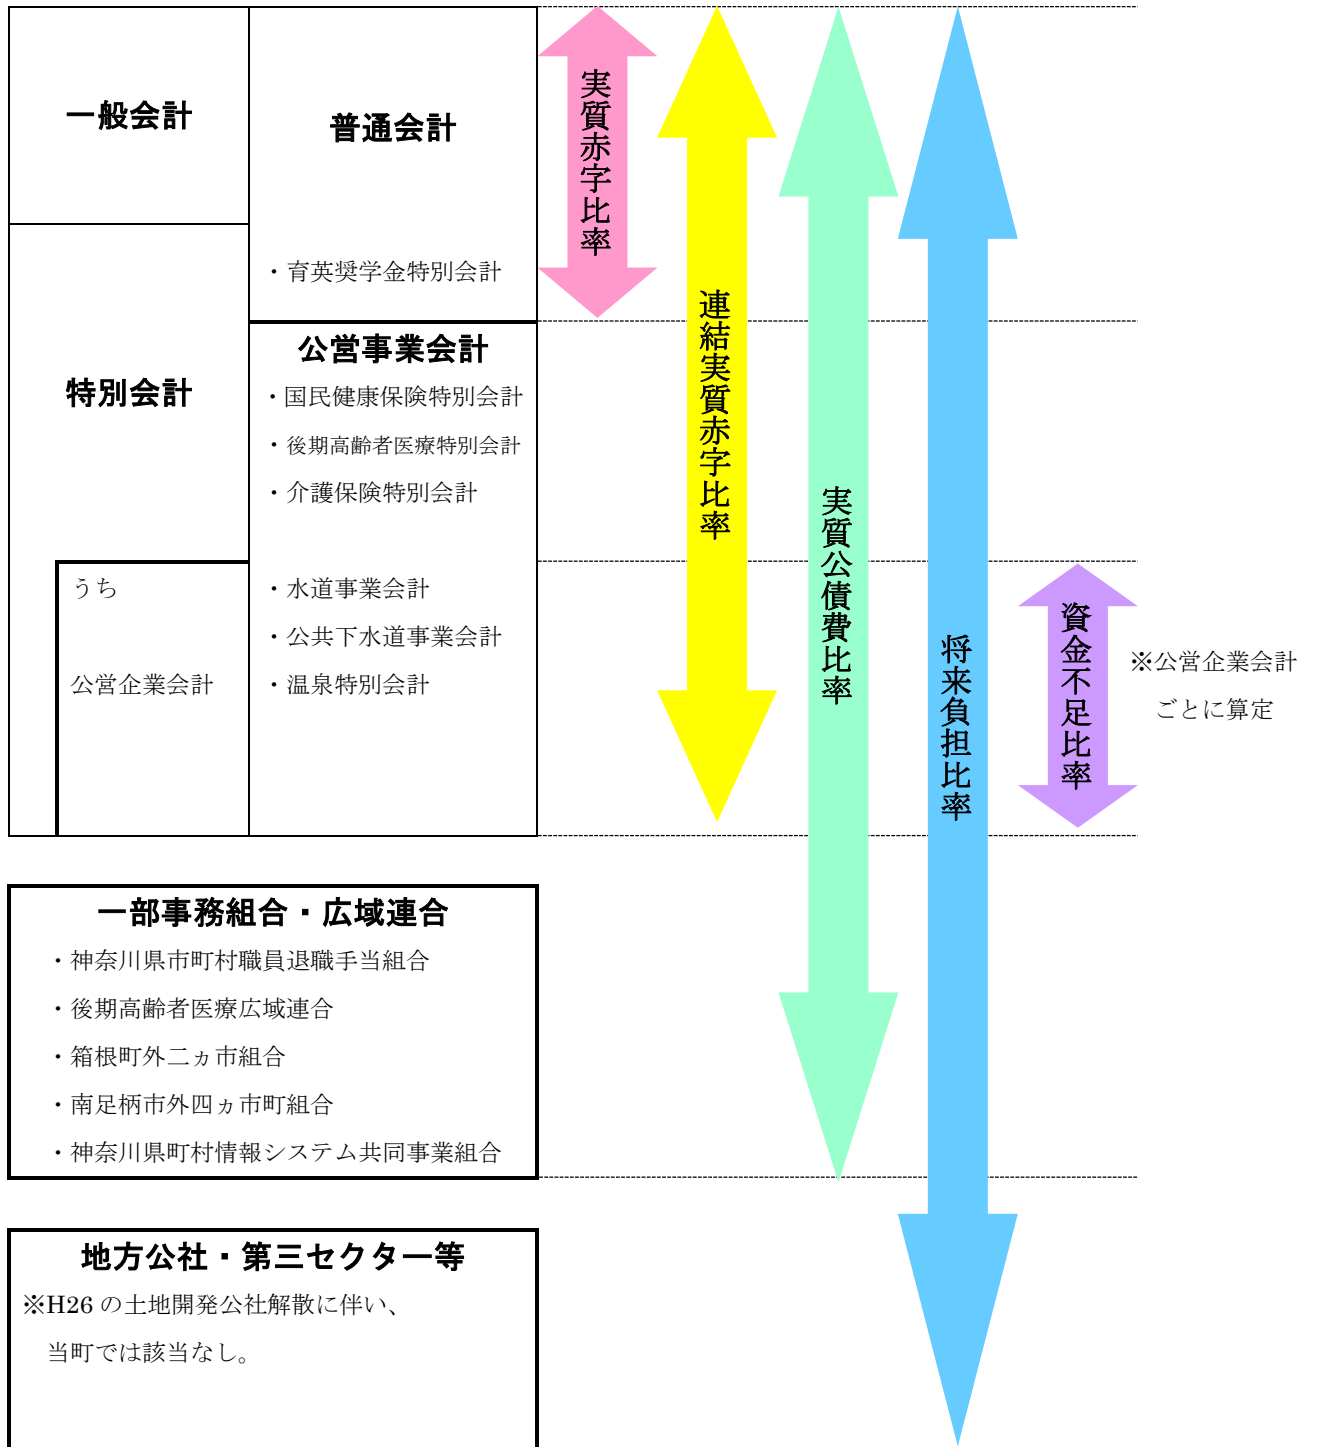 一般会計
普通会計
・育英奨学金特別会計
特別会計
公営事業会計
・国民健康保険特別会計
・後期高齢者医療特別会計
・介護保険特別会計
うち
公営企業会計
・水道事業会計
・公共下水道事業会計
・温泉特別会計
実質赤字比率
連結実質赤字比率
実質公債費比率
将来負担比率
資金不足比率
※公営企業会計
ごとに算定
一部事務組合・広域連合
・神奈川県市町村職員退職手当組合
・後期高齢者医療広域連合
・箱根町外二ヵ市組合
・南足柄市外四ヵ市町組合
・神奈川県町村情報システム共同事業組合
地方公社・第三セクター等
※H26 の土地開発公社解散に伴い、
当町では該当なし。